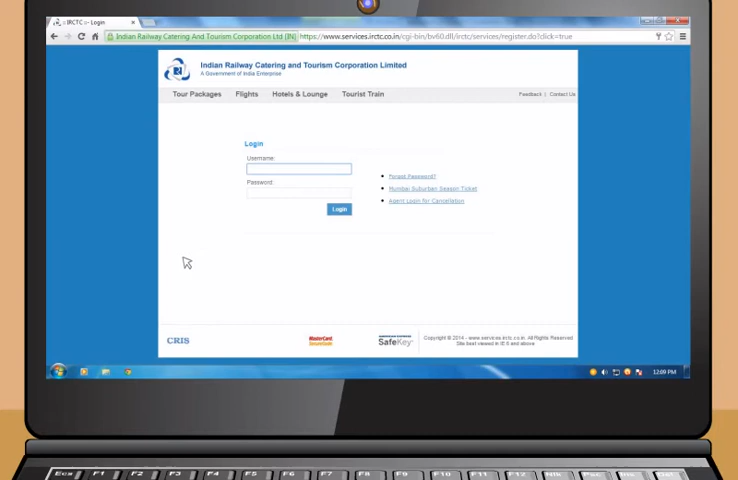 :: IRCTC :: - Login
Indian Railway Catering And Tourism Corporation Ltd [IN] https://www.services.irctc.co.in/cgi-bin/bv60.dll/irctc/services/register.do?click=true
Indian Railway Catering and Tourism Corporation Limited
A Government of India Enterprise
Tour Packages Flights Hotels & Lounge Tourist Train Feedback | Contact Us
Login
Username:
Password:
Login
Forgot Password?
Mumbai Suburban Season Ticket
Agent Login for Cancellation
CRIS
MasterCard
SecureCode
SafeKey
Copyright © 2014 - www.services.irctc.co.in. All Rights Reserved
Site best viewed in IE 6 and above
12:09 PM
Esc F1 F2 F3 F4 F5 F6 F7 F8 F9 F10 F11 F12